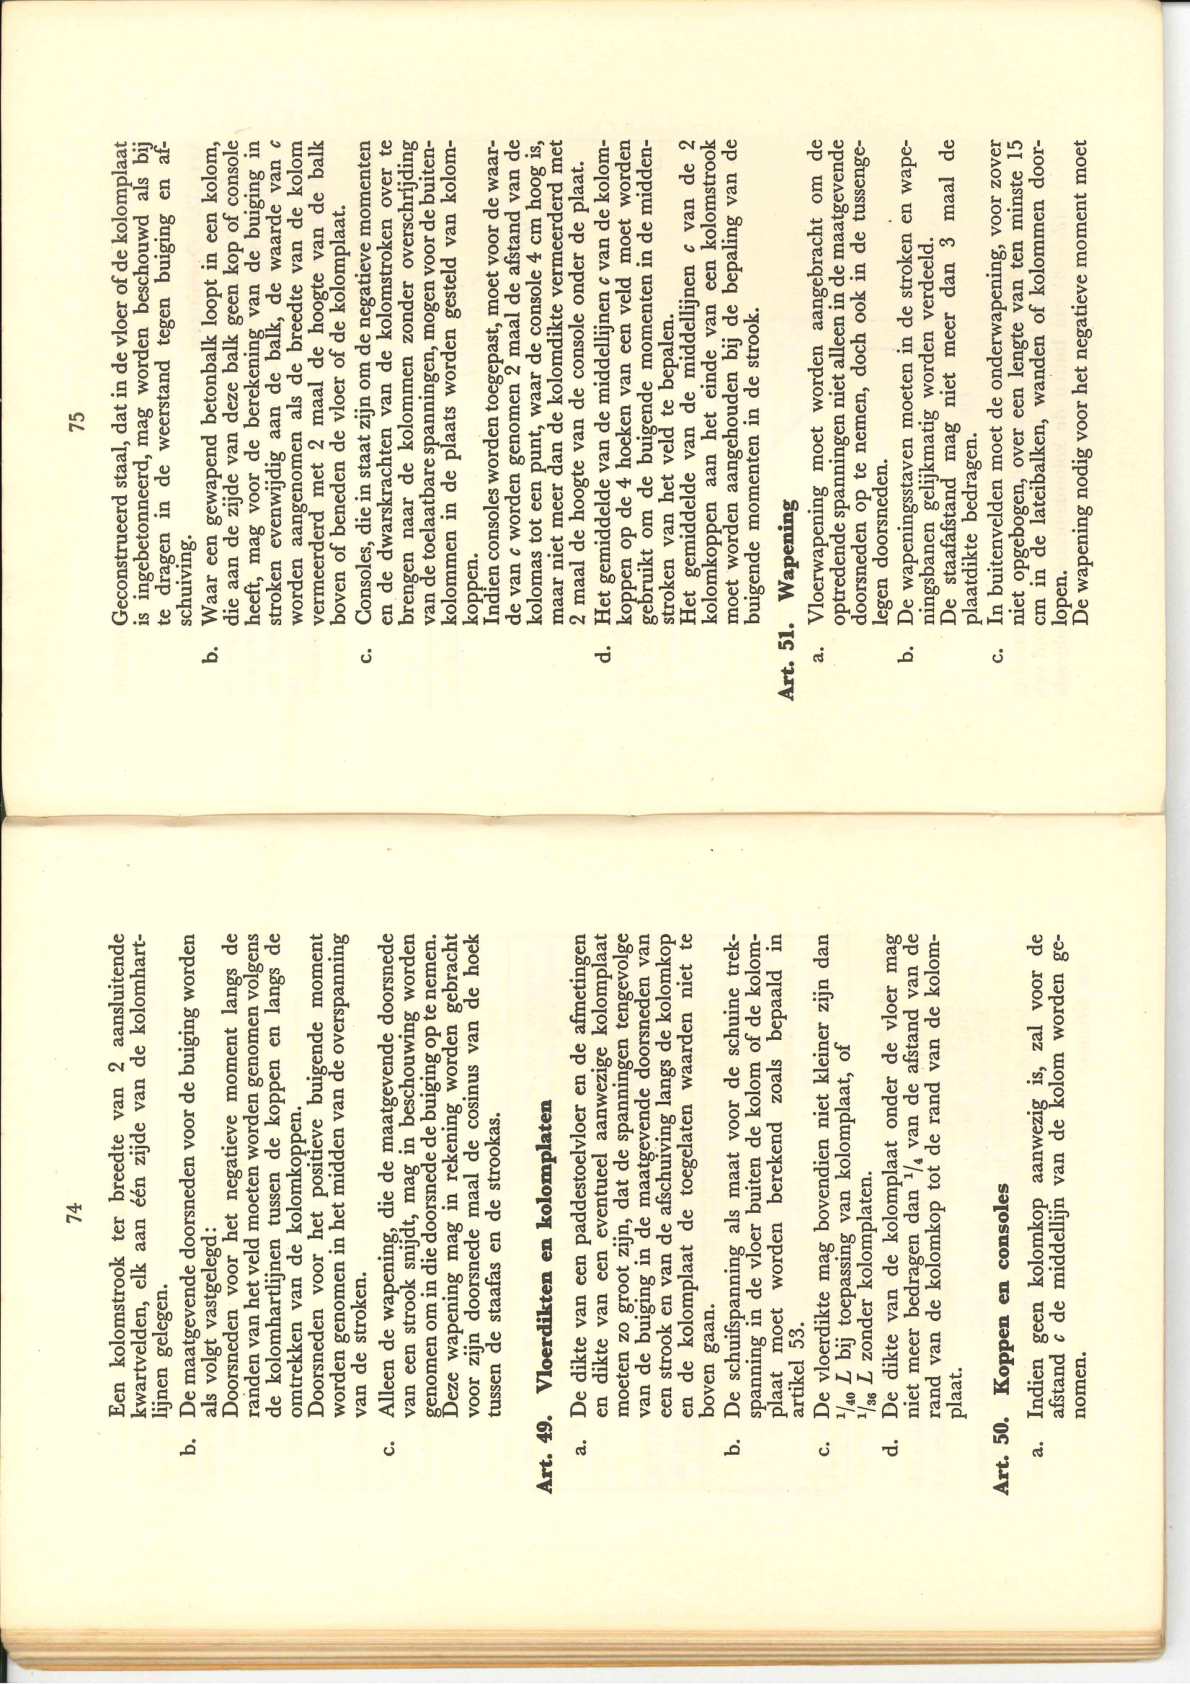 74
Een kolomstrook ter breedte van 2 aansluitende
kwartvelden, elk aan één zijde van de kolomhart-
lijnen gelegen.
b. De maatgevende doorsneden voor de buiging worden
als volgt vastgelegd:
Doorsneden voor het negatieve moment langs de
randen van het veld moeten worden genomen volgens
de kolomhartlijnen tussen de koppen en langs de
omtrekken van de kolomkoppen.
Doorsneden voor het positieve buigende moment
worden genomen in het midden van de overspanning
van de stroken.
c. Alleen de wapening, die de maatgevende doorsnede
van een strook snijdt, mag in beschouwing worden
genomen om in die doorsnede de buiging op te nemen.
Deze wapening mag in rekening worden gebracht
voor zijn doorsnede maal de cosinus van de hoek
tussen de staafas en de strookas.
Art. 49. Vloerdikten en kolomplaten
a. De dikte van een paddestoelvloer en de afmetingen
en dikte van een eventueel aanwezige kolomplaat
moeten zo groot zijn, dat de spanningen tengevolge
van de buiging in de maatgevende doorsneden van
een strook en van de afschuiving langs de kolomkop
en de kolomplaat de toegelaten waarden niet te
boven gaan.
b. De schuifspanning als maat voor de schuine trek-
spanning in de vloer buiten de kolom of de kolom-
plaat moet worden berekend zoals bepaald in
artikel 53.
c. De vloerdikte mag bovendien niet kleiner zijn dan
1/40 L bij toepassing van kolomplaat, of
1/36 L zonder kolomplaten.
d. De dikte van de kolomplaat onder de vloer mag
niet meer bedragen dan 1/4 van de afstand van de
rand van de kolomkop tot de rand van de kolom-
plaat.
Art. 50. Koppen en consoles
a. Indien geen kolomkop aanwezig is, zal voor de
afstand c de middellijn van de kolom worden ge-
nomen.
75
Geconstrueerd staal, dat in de vloer of de kolomplaat
is ingebetonneerd, mag worden beschouwd als bij
te dragen in de weerstand tegen buiging en af-
schuiving.
b. Waar een gewapend betonbalk loopt in een kolom,
die aan de zijde van deze balk geen kop of console
heeft, mag voor de berekening van de buiging in
stroken evenwijdig aan de balk, de waarde van c
worden aangenomen als de breedte van de kolom
vermeerderd met 2 maal de hoogte van de balk
boven of beneden de vloer of de kolomplaat.
c. Consoles, die in staat zijn om de negatieve momenten
en de dwarskrachten van de kolomstroken over te
brengen naar de kolommen zonder overschrijding
van de toelaatbare spanningen, mogen voor de buiten-
kolommen in de plaats worden gesteld van kolom-
koppen.
Indien consoles worden toegepast, moet voor de waar-
de van c worden genomen 2 maal de afstand van de
kolomas tot een punt, waar de console 4 cm hoog is,
maar niet meer dan de kolomdikte vermeerderd met
2 maal de hoogte van de console onder de plaat.
d. Het gemiddelde van de middellijnen c van de kolom-
koppen op de 4 hoeken van een veld moet worden
gebruikt om de buigende momenten in de midden-
stroken van het veld te bepalen.
Het gemiddelde van de middellijnen c van de 2
kolomkoppen aan het einde van een kolomstrook
moet worden aangehouden bij de bepaling van de
buigende momenten in de strook.
Art. 51. Wapening
a. Vloerwapening moet worden aangebracht om de
optredende spanningen niet alleen in de maatgevende
doorsneden op te nemen, doch ook in de tussenge-
legen doorsneden.
b. De wapeningsstaven moeten in de stroken en wape-
ningsbanen gelijkmatig worden verdeeld.
De staafafstand mag niet meer dan 3 maal de
plaatdikte bedragen.
c. In buitenvelden moet de onderwapening, voor zover
niet opgebogen, over een lengte van ten minste 15
cm in de lateibalken, wanden of kolommen door-
lopen.
De wapening nodig voor het negatieve moment moet